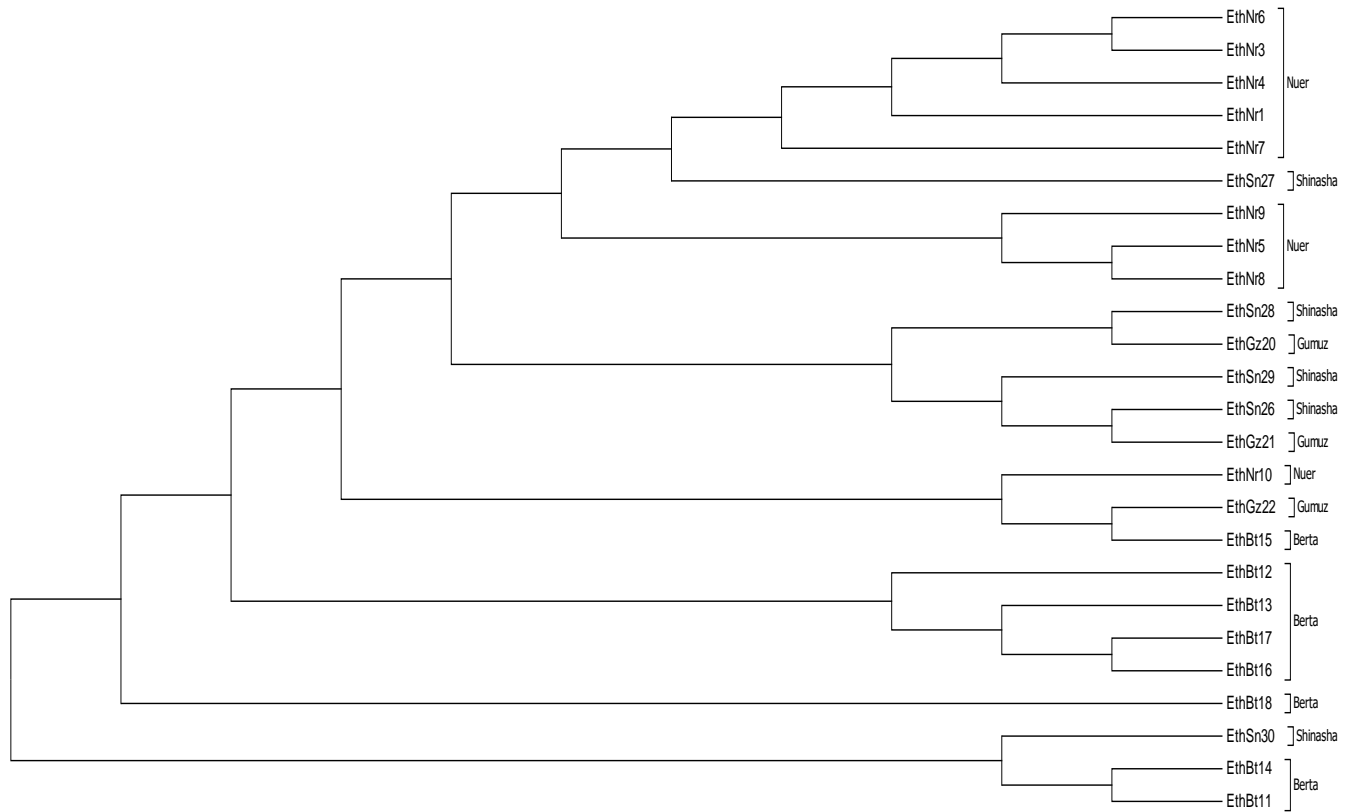 EthNr6
EthNr3
EthNr4 Nuer
EthNr1
EthNr7
EthSn27 Shinasha
EthNr9
EthNr5 Nuer
EthNr8
EthSn28 Shinasha
EthGz20 Gumuz
EthSn29 Shinasha
EthSn26 Shinasha
EthGz21 Gumuz
EthNr10 Nuer
EthGz22 Gumuz
EthBt15 Berta
EthBt12
EthBt13
Berta
EthBt17
EthBt16
EthBt18 Berta
EthSn30 Shinasha
EthBt14
Berta
EthBt11